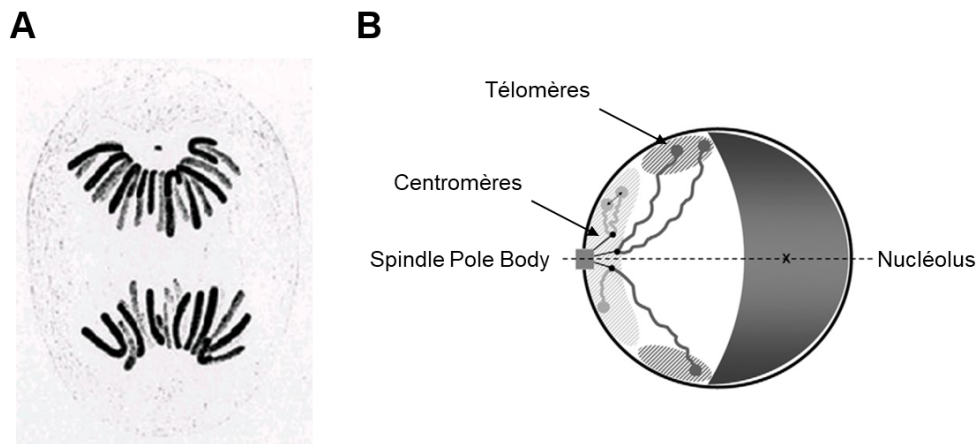 A
B
Télomères
Centromères
Spindle Pole Body
x
Nucléolus